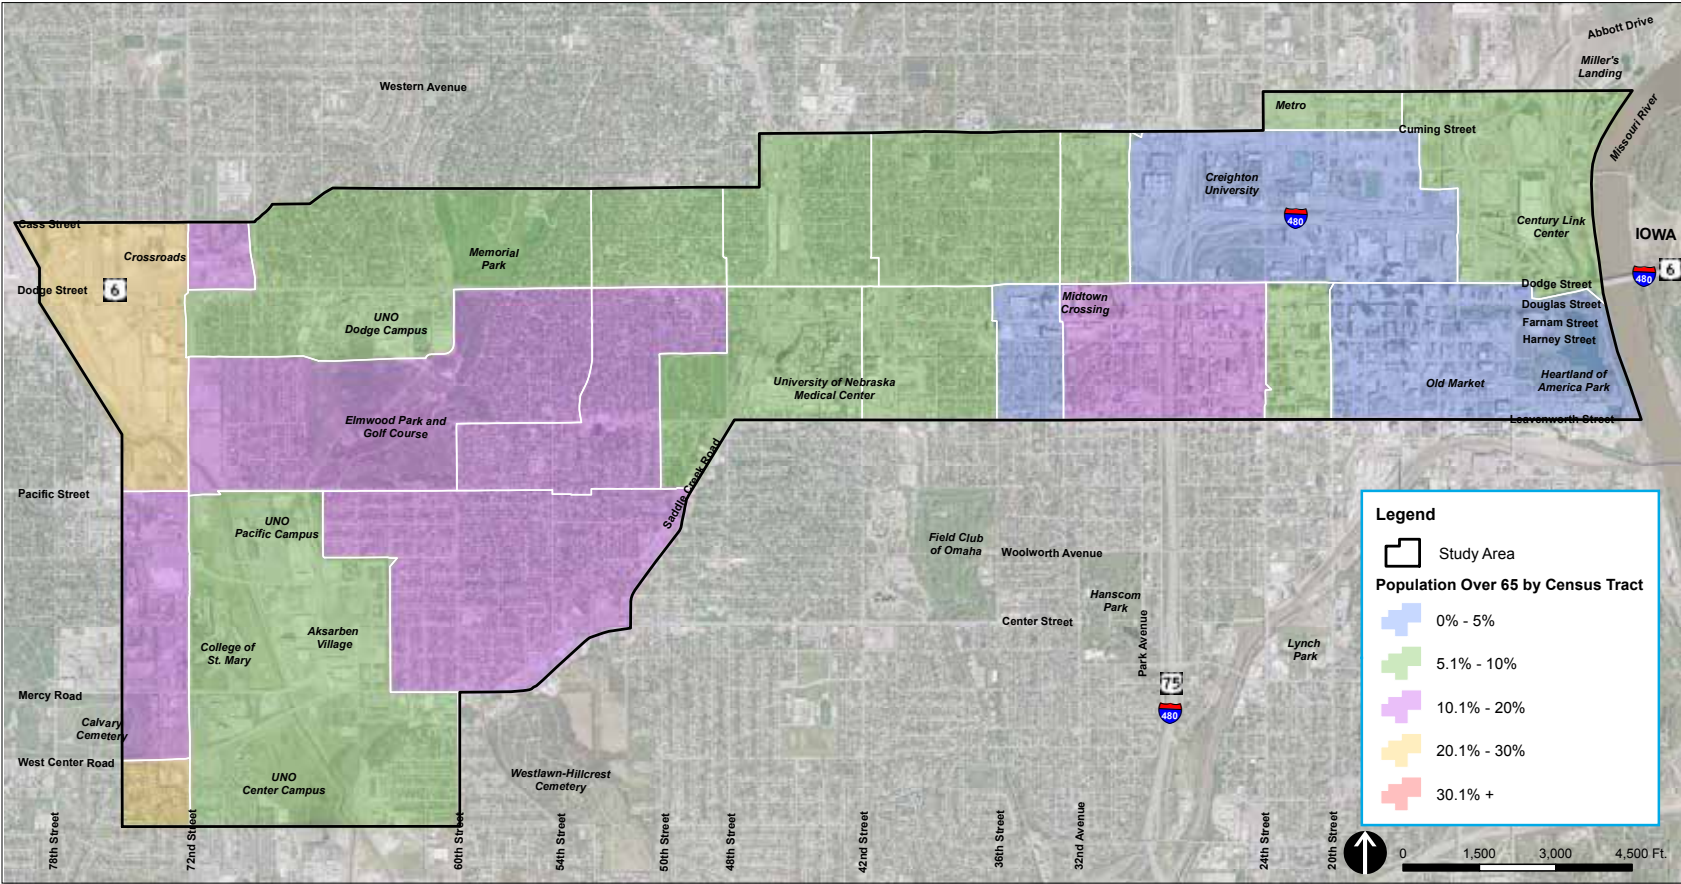 Abbott Drive
Miller's
Landing
Western Avenue
Metro
Cuming Street
Missouri River
Creighton
University
480
Century Link
Center
IOWA
6
480
Cass Street
Crossroads
Memorial
Park
Dodge Street
6
Dodge Street
Midtown
Crossing
Douglas Street
UNO
Dodge Campus
Farnam Street
Harney Street
University of Nebraska
Medical Center
Old Market
Heartland of
America Park
Elmwood Park and
Golf Course
Leavenworth Street
Saddle Creek Road
Pacific Street
UNO
Pacific Campus
Field Club
of Omaha
Woolworth Avenue
Hanscom
Park
Center Street
Park Avenue
Lynch
Park
College of
St. Mary
Aksarben
Village
75
480
Mercy Road
Calvary
Cemetery
West Center Road
UNO
Center Campus
Westlawn-Hillcrest
Cemetery
78th Street
72nd Street
60th Street
54th Street
50th Street
48th Street
42nd Street
36th Street
32nd Avenue
24th Street
20th Street
Legend
Study Area
Population Over 65 by Census Tract
0% - 5%
5.1% - 10%
10.1% - 20%
20.1% - 30%
30.1% +
0 1,500 3,000 4,500 Ft.